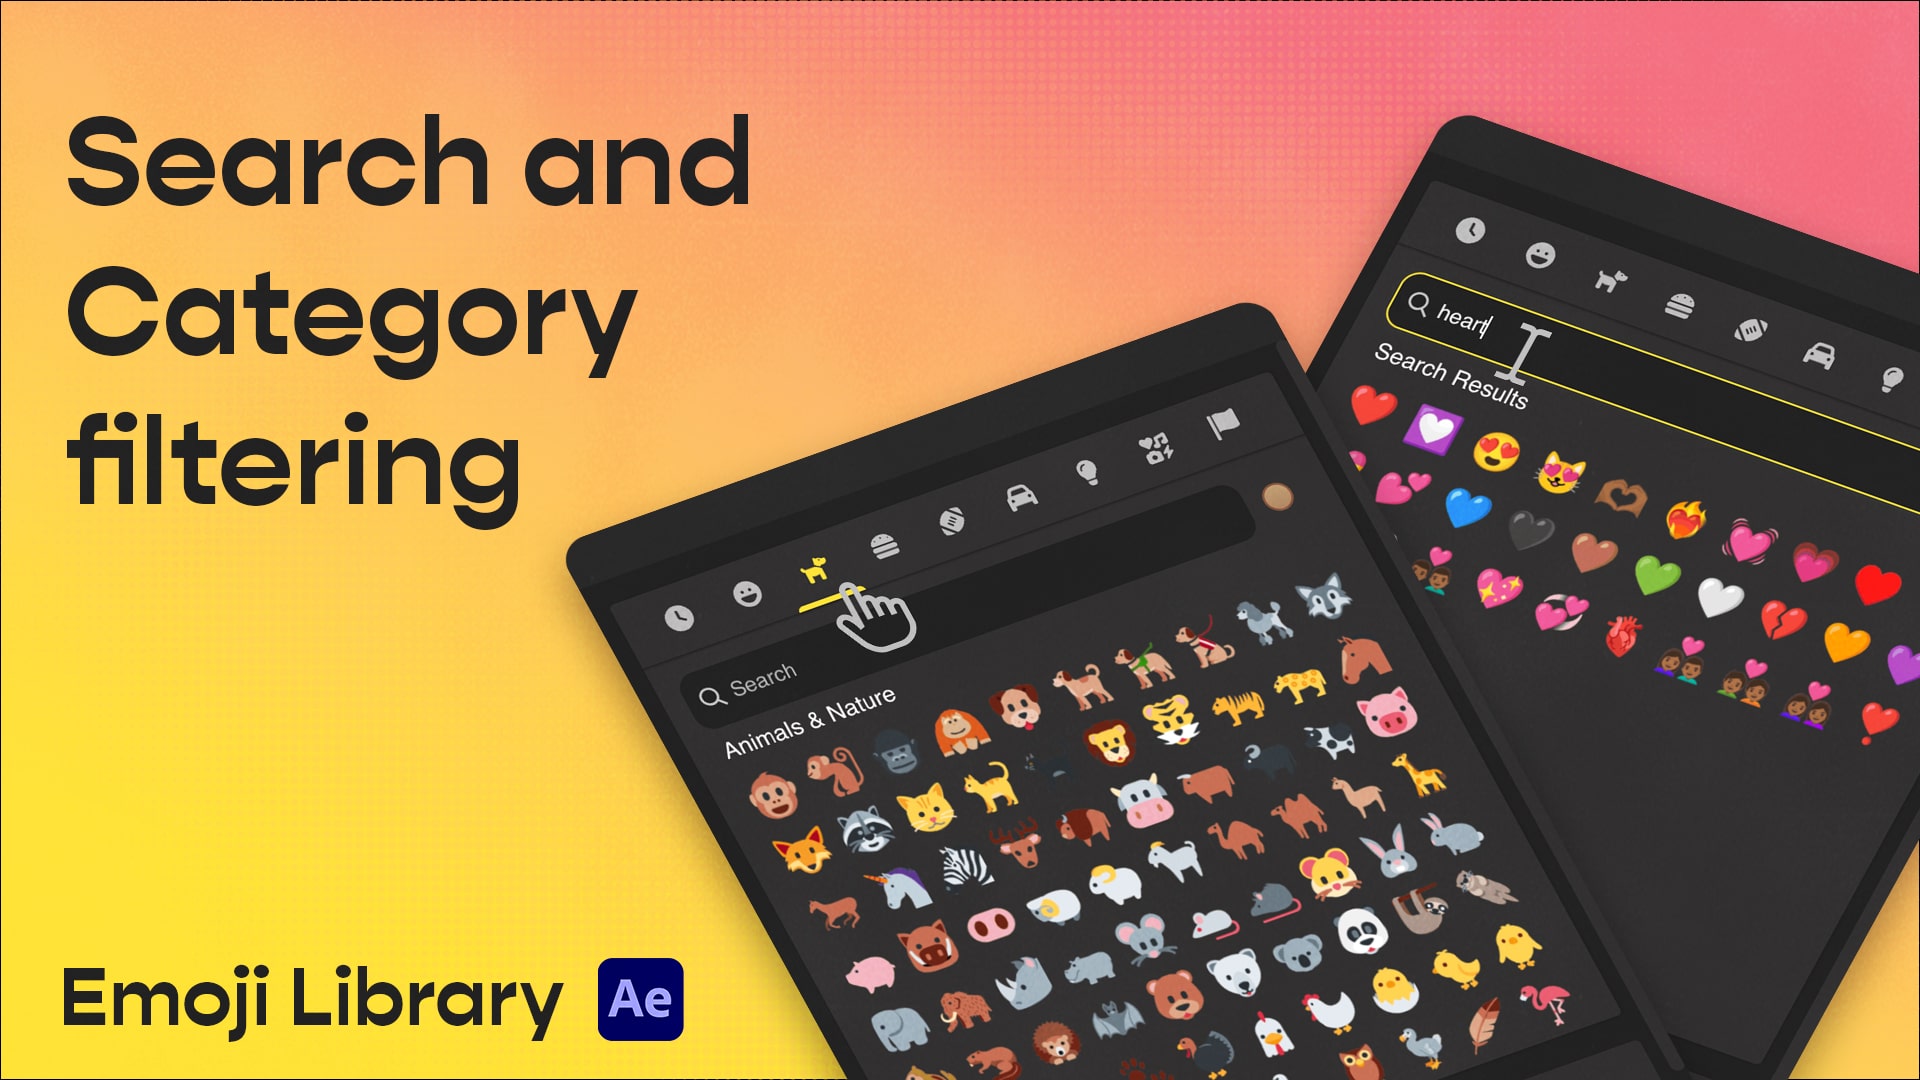 Search and
Category
filtering
Emoji Library
Ae
Search
Animals & Nature
heart
Search Results